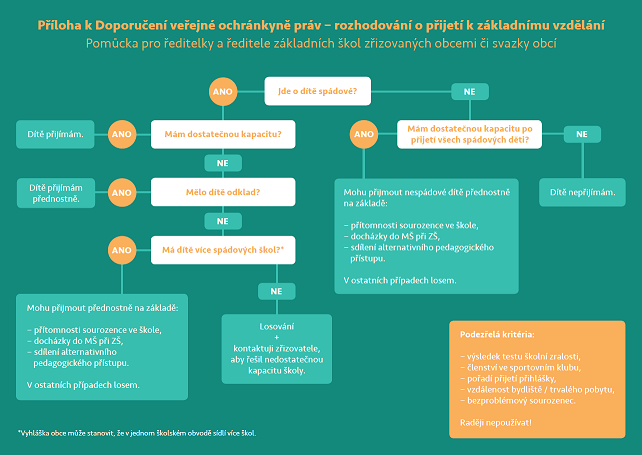 Příloha k Doporučení veřejné ochránkyně práv – rozhodování o přijetí k základnímu vzdělání
Pomůcka pro ředitelky a ředitele základních škol zřizovaných obcemi či svazky obcí
ANO
Jde o dítě spádové?
NE
Dítě přijímám.
ANO
Mám dostatečnou kapacitu?
ANO
Mám dostatečnou kapacitu po
přijetí všech spádových dětí?
NE
NE
Dítě přijímám
přednostně.
ANO
Mělo dítě odklad?
Mohu přijmout nespádové dítě přednostně
na základě:
– přítomnosti sourozence ve škole,
– docházky do MŠ při ZŠ,
– sdílení alternativního pedagogického
přístupu.
V ostatních případech losem.
Dítě nepřijímám.
NE
ANO
Má dítě více spádových škol?*
NE
Mohu přijmout přednostně na základě:
– přítomnosti sourozence ve škole,
– docházky do MŠ při ZŠ,
– sdílení alternativního
pedagogického přístupu.
V ostatních případech losem.
Losování
+
kontaktuji zřizovatele,
aby řešil nedostatečnou
kapacitu školy.
Podezřelá kritéria:
– výsledek testu školní zralosti,
– členství ve sportovním klubu,
– pořadí přijetí přihlášky,
– vzdálenost bydliště / trvalého pobytu,
– bezproblémový sourozenec.
Raději nepoužívat!
*Vyhláška obce může stanovit, že v jednom školském obvodě sídlí více škol.